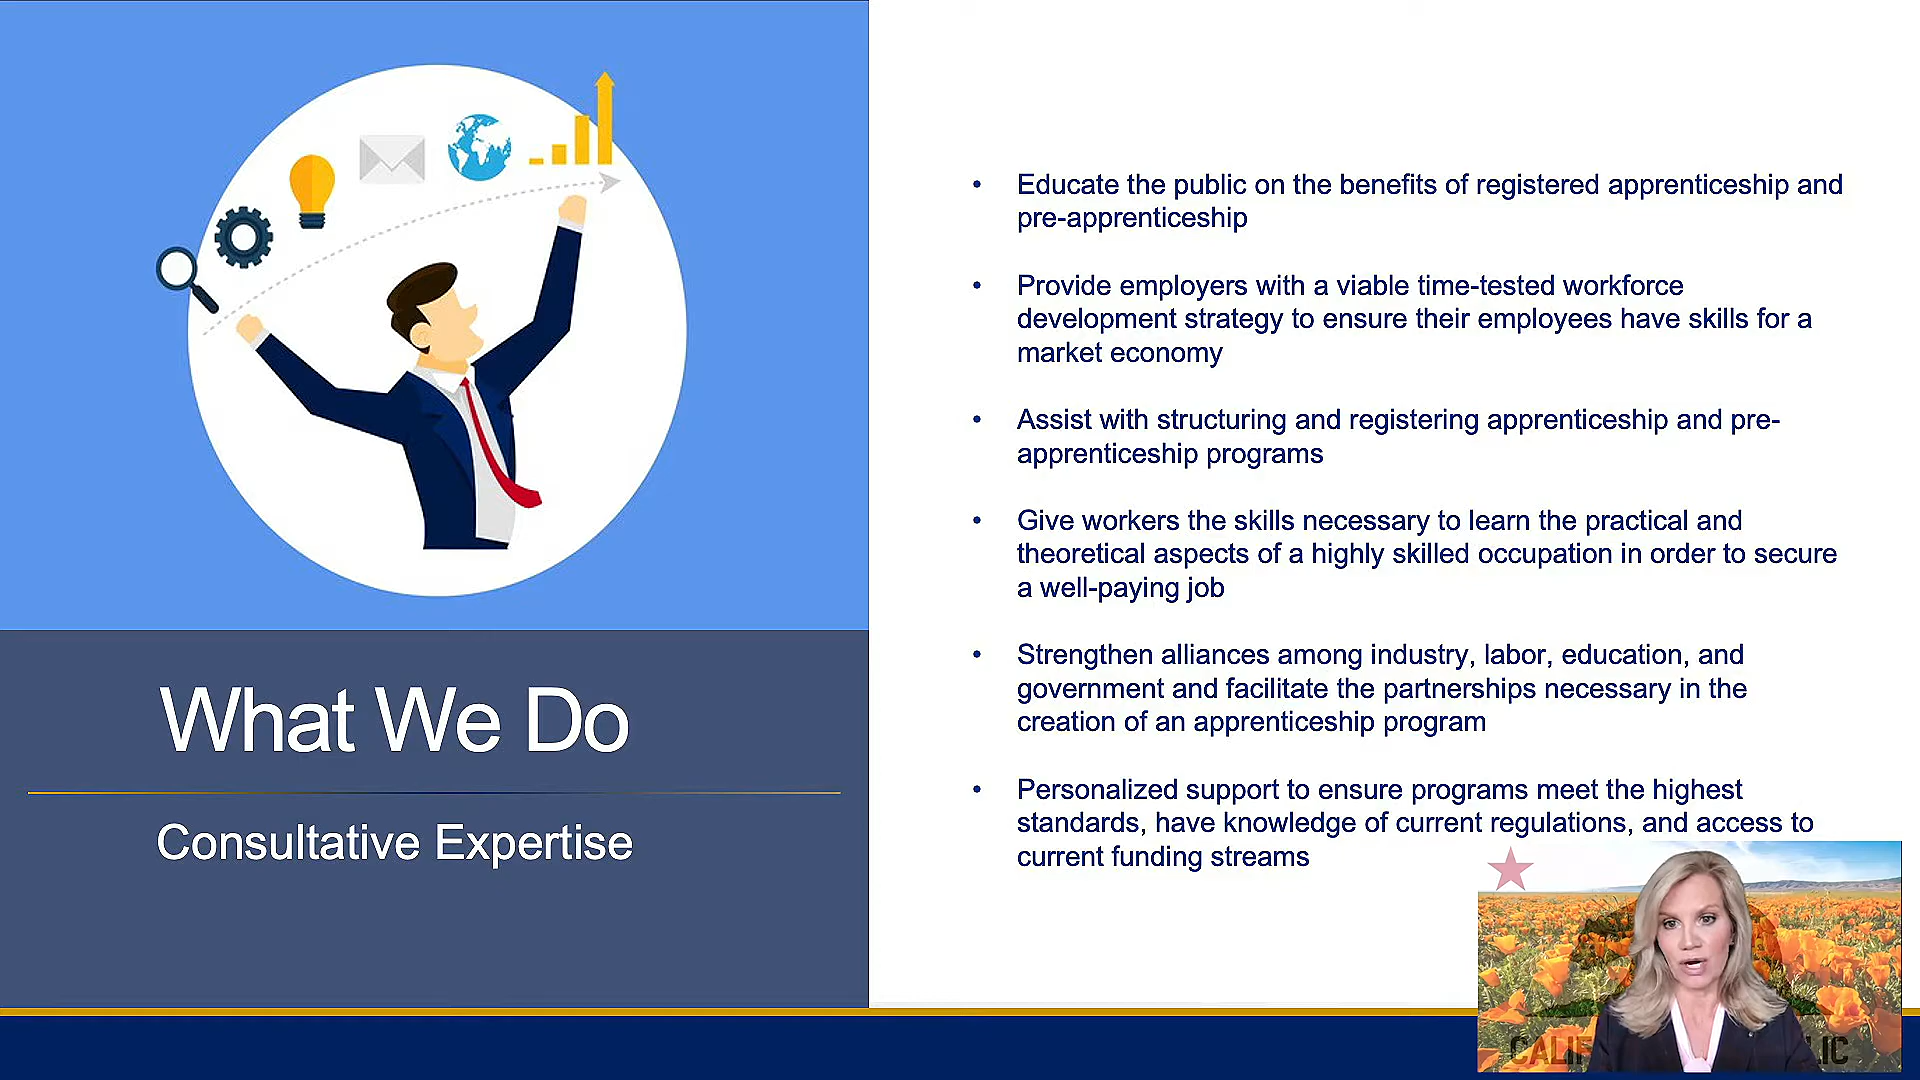 What We Do
Consultative Expertise
• Educate the public on the benefits of registered apprenticeship and
pre-apprenticeship
• Provide employers with a viable time-tested workforce
development strategy to ensure their employees have skills for a
market economy
• Assist with structuring and registering apprenticeship and pre-
apprenticeship programs
• Give workers the skills necessary to learn the practical and
theoretical aspects of a highly skilled occupation in order to secure
a well-paying job
• Strengthen alliances among industry, labor, education, and
government and facilitate the partnerships necessary in the
creation of an apprenticeship program
• Personalized support to ensure programs meet the highest
standards, have knowledge of current regulations, and access to
current funding streams
CALIF LIC